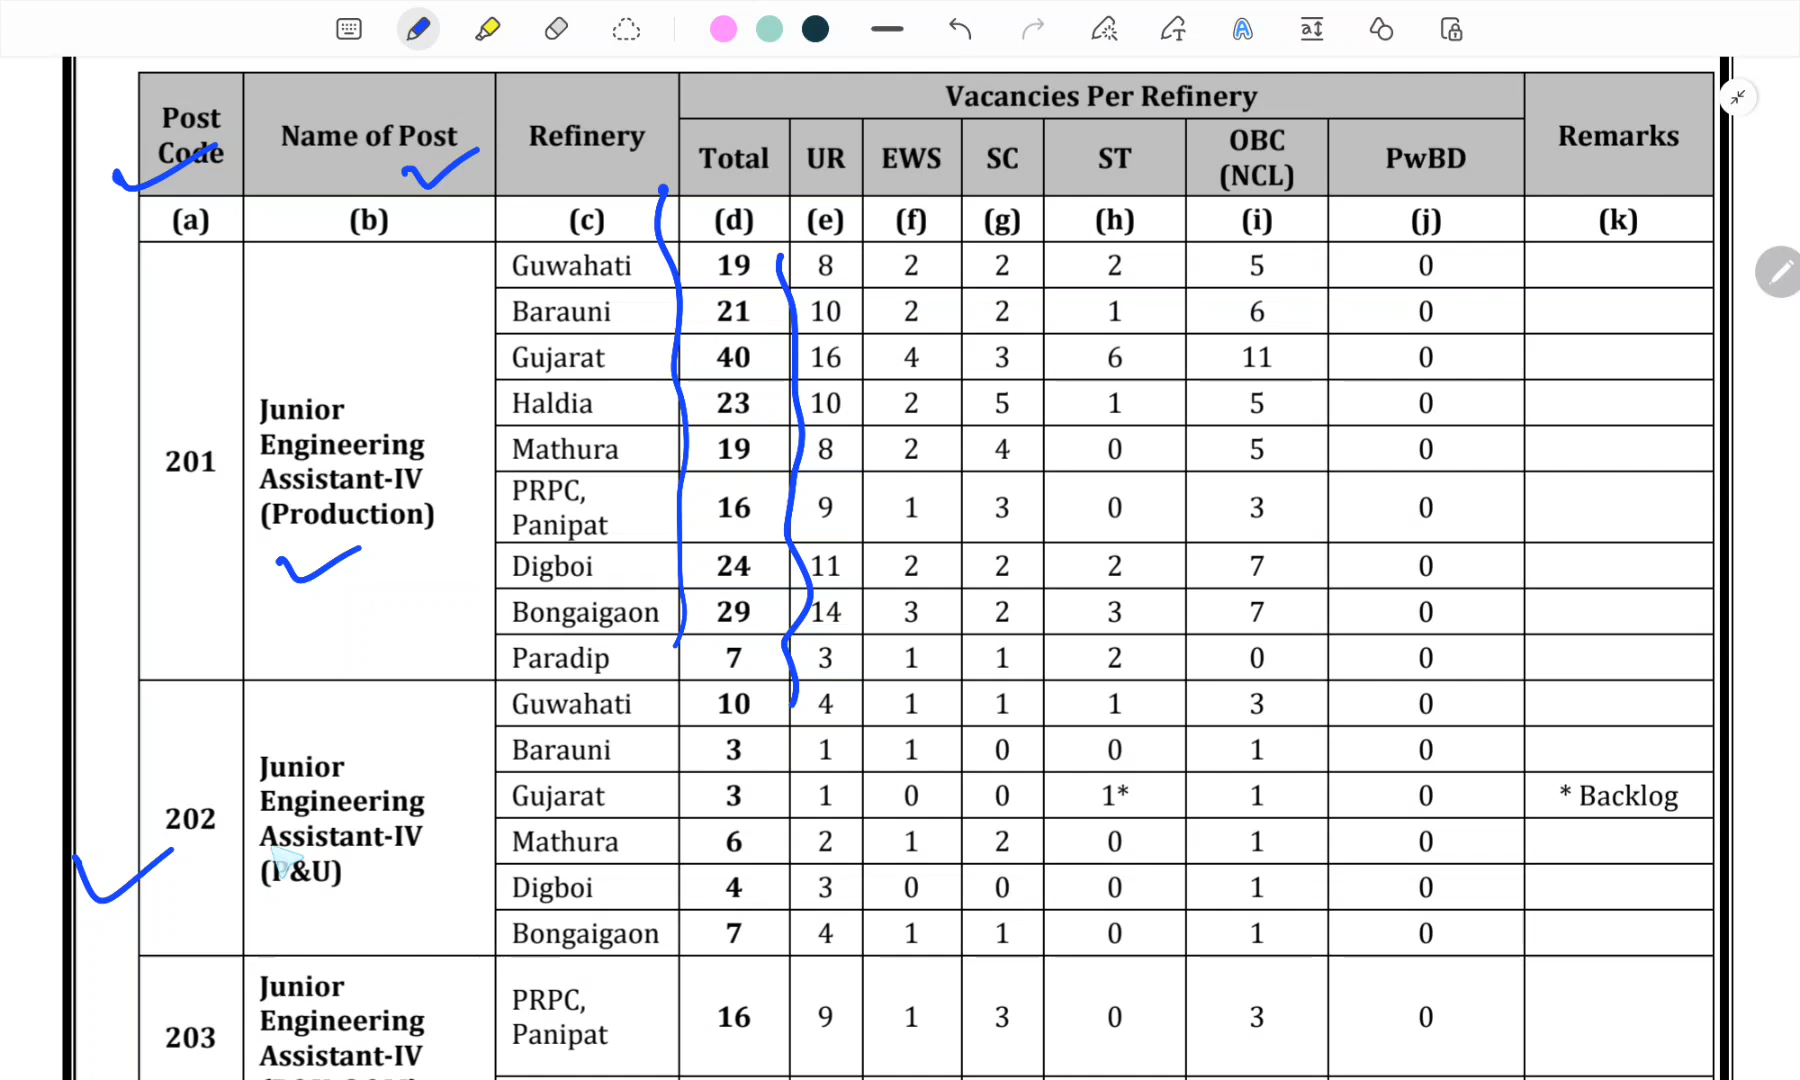 Post Code Name of Post Refinery Vacancies Per Refinery Remarks
Total UR EWS SC ST OBC (NCL) PwBD
(a) (b) (c) (d) (e) (f) (g) (h) (i) (j) (k)
201 Junior Engineering Assistant-IV (Production)
Guwahati 19 8 2 2 2 5 0
Barauni 21 10 2 2 1 6 0
Gujarat 40 16 4 3 6 11 0
Haldia 23 10 2 5 1 5 0
Mathura 19 8 2 4 0 5 0
PRPC, Panipat 16 9 1 3 0 3 0
Digboi 24 11 2 2 2 7 0
Bongaigaon 29 14 3 2 3 7 0
Paradip 7 3 1 1 2 0 0
202 Junior Engineering Assistant-IV (P&U)
Guwahati 10 4 1 1 1 3 0
Barauni 3 1 1 0 0 1 0
Gujarat 3 1 0 0 1* 1 0 * Backlog
Mathura 6 2 1 2 0 1 0
Digboi 4 3 0 0 0 1 0
Bongaigaon 7 4 1 1 0 1 0
203 Junior Engineering Assistant-IV
PRPC, Panipat 16 9 1 3 0 3 0